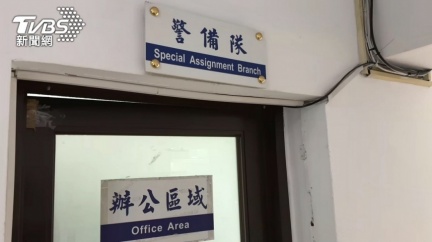 TVBS
新聞網
警備隊
Special Assignment Branch
辦公區域
Office Area